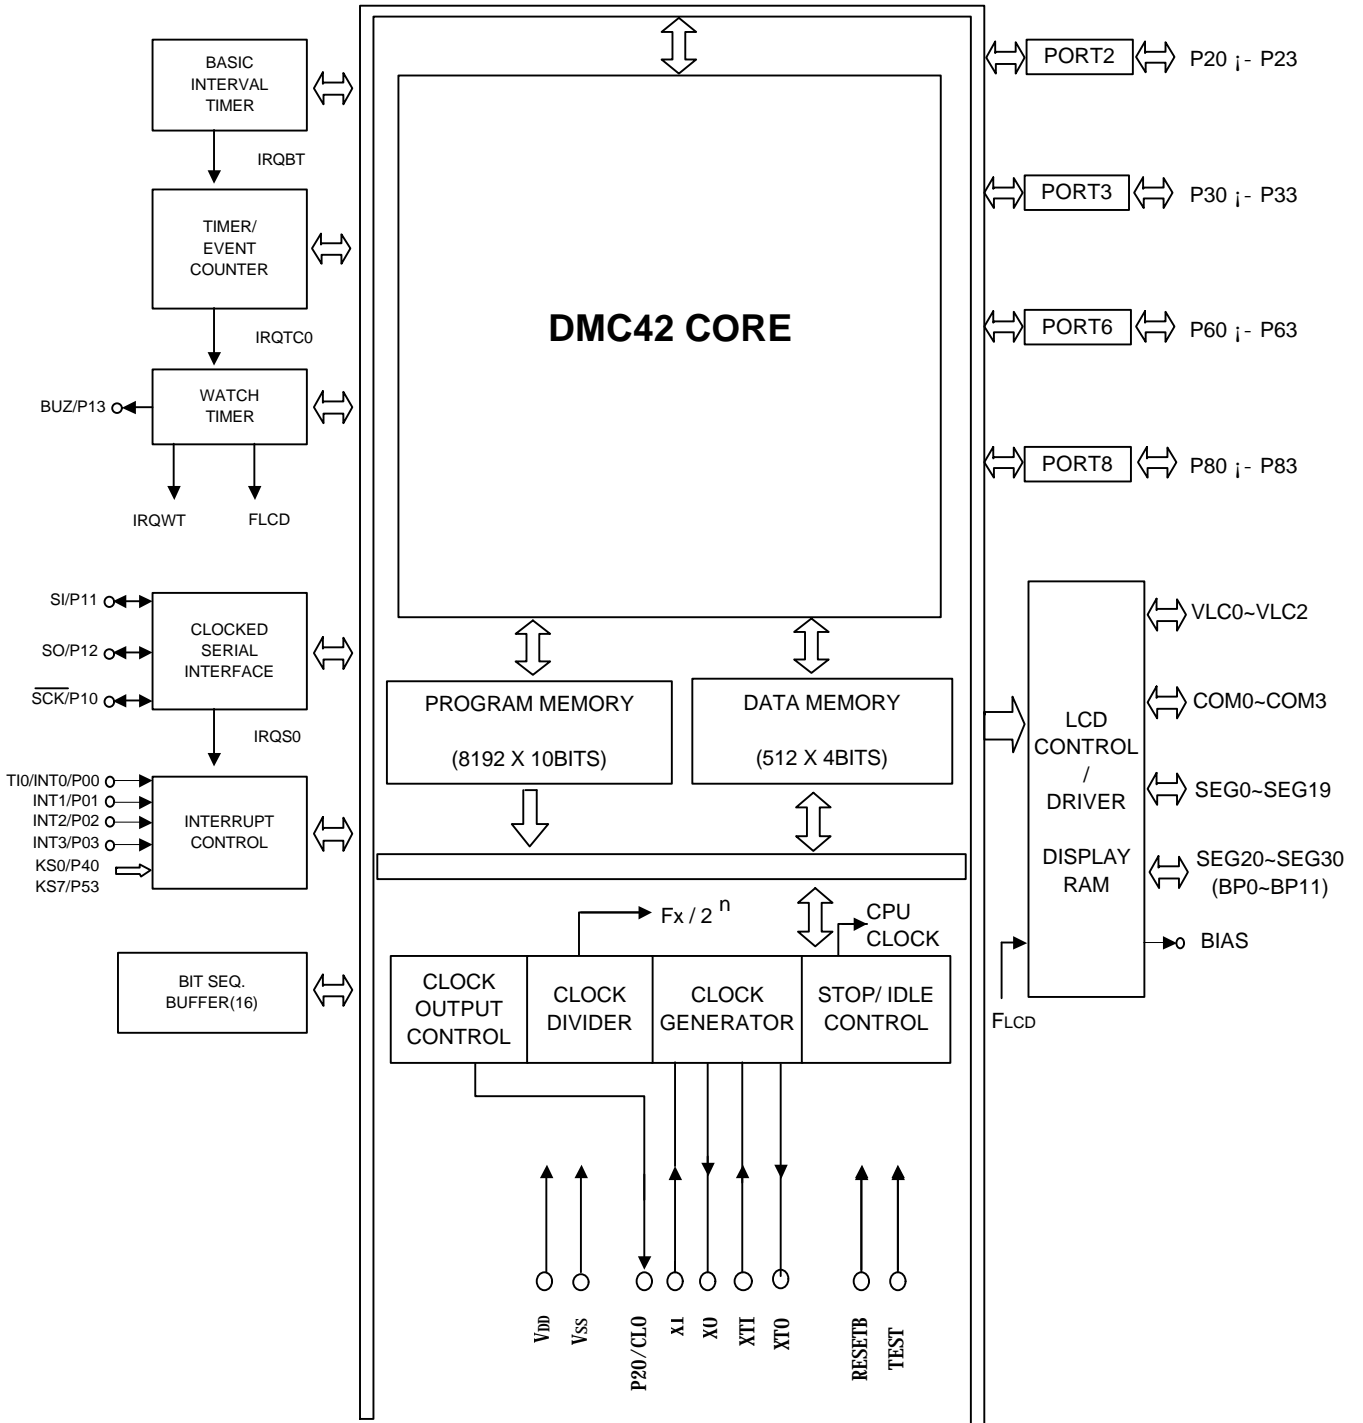 BASIC
INTERVAL
TIMER
IRQBT
TIMER/
EVENT
COUNTER
IRQTC0
WATCH
TIMER
BUZ/P13
IRQWT
FLCD
SI/P11
SO/P12
SCK/P10
CLOCKED
SERIAL
INTERFACE
IRQS0
TI0/INT0/P00
INT1/P01
INT2/P02
INT3/P03
KS0/P40
KS7/P53
INTERRUPT
CONTROL
BIT SEQ.
BUFFER(16)
DMC42 CORE
PROGRAM MEMORY
(8192 X 10BITS)
DATA MEMORY
(512 X 4BITS)
Fx / 2 n
CPU
CLOCK
CLOCK
OUTPUT
CONTROL
CLOCK
DIVIDER
CLOCK
GENERATOR
STOP/ IDLE
CONTROL
VDD
VSS
P20/CLO
XI
XO
XTI
XTO
RESETB
TEST
PORT2
P20 ¡- P23
PORT3
P30 ¡- P33
PORT6
P60 ¡- P63
PORT8
P80 ¡- P83
LCD
CONTROL
/
DRIVER
DISPLAY
RAM
VLC0~VLC2
COM0~COM3
SEG0~SEG19
SEG20~SEG30
(BP0~BP11)
BIAS
FLCD